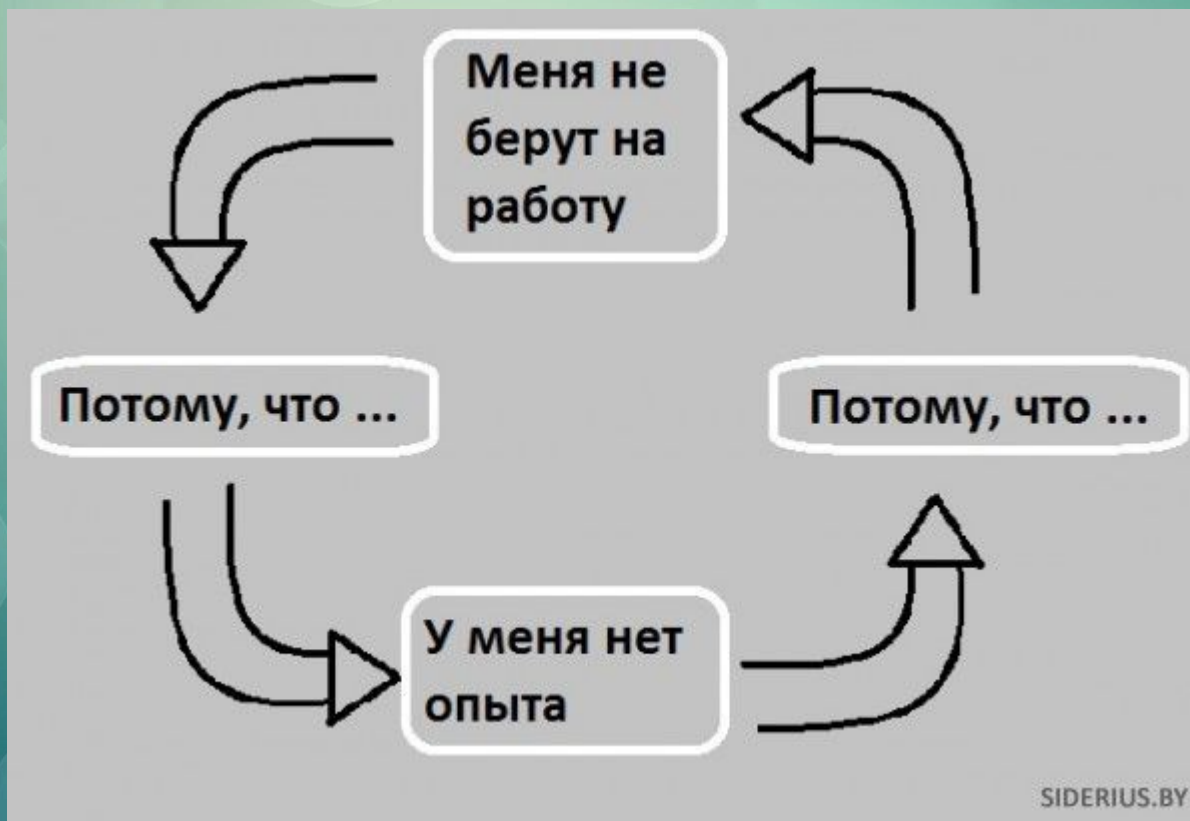 Меня не
берут на
работу
Потому, что ...
Потому, что ...
У меня нет
опыта
SIDERIUS.BY